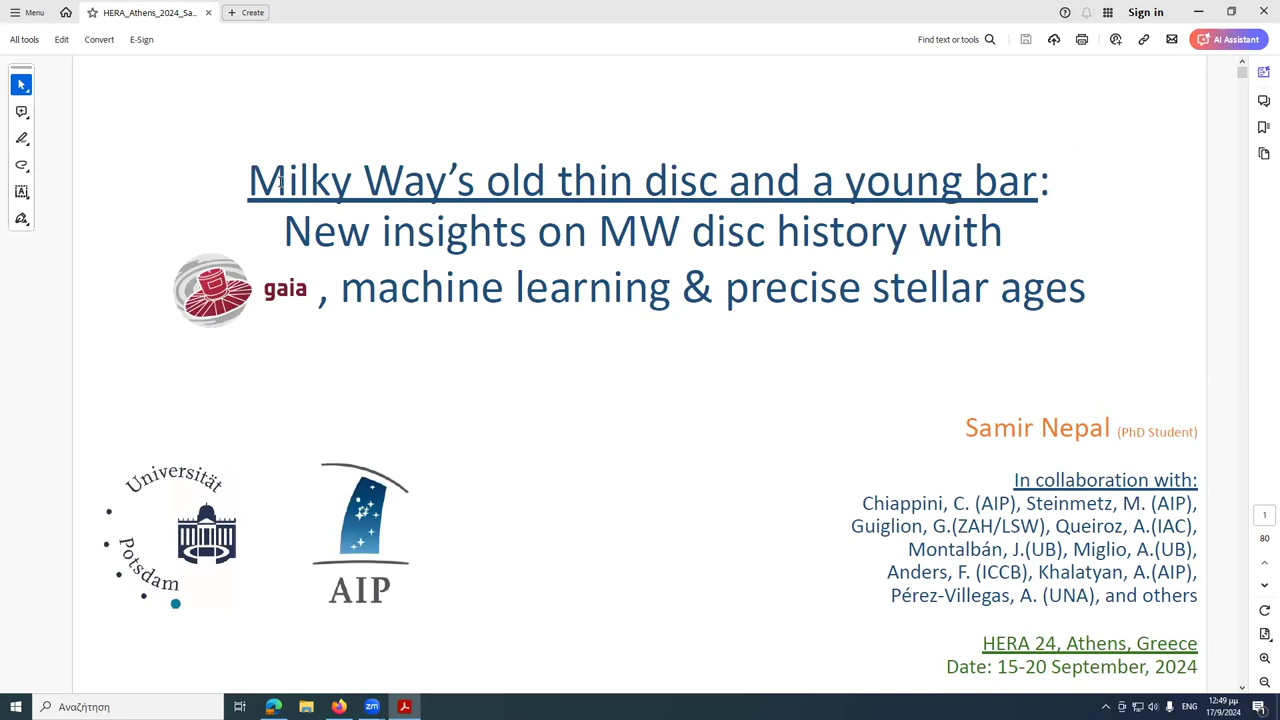 Menu
HERA_Athens_2024_Sa...
Create
Sign in
All tools
Edit
Convert
E-Sign
Find text or tools
AI Assistant
Milky Way's old thin disc and a young bar:
New insights on MW disc history with
gaia , machine learning & precise stellar ages
Samir Nepal (PhD Student)
In collaboration with:
Chiappini, C. (AIP), Steinmetz, M. (AIP),
Guiglion, G.(ZAH/LSW), Queiroz, A.(IAC),
Montalbán, J.(UB), Miglio, A.(UB),
Anders, F. (ICCB), Khalatyan, A.(AIP),
Pérez-Villegas, A. (UNA), and others
HERA 24, Athens, Greece
Date: 15-20 September, 2024
Universität
Potsdam
AIP
1
80
Αναζήτηση
zm
ENG
12:49 μμ
17/9/2024
1